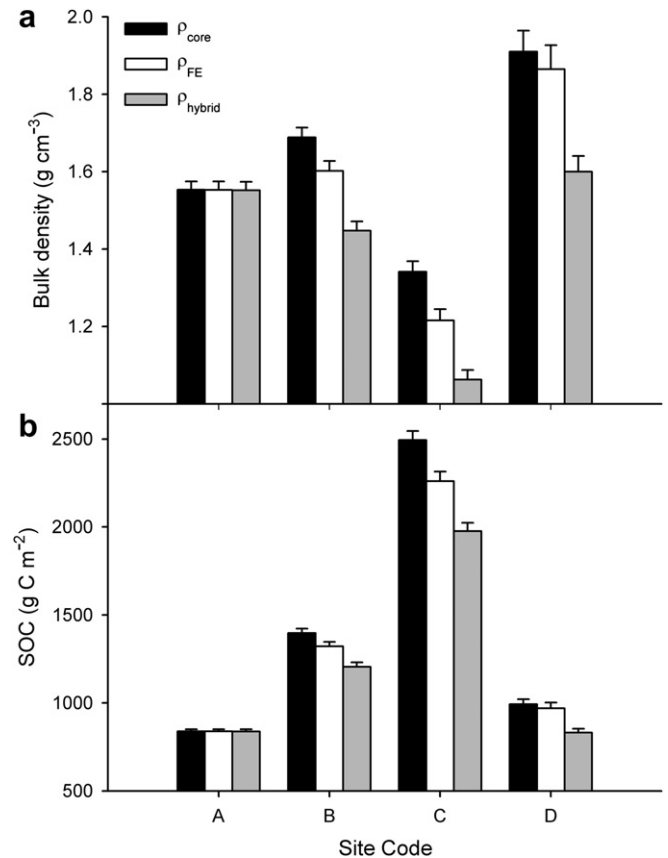 a
ρcore
ρFE
ρhybrid
Bulk density (g cm⁻³)
2.0
1.8
1.6
1.4
1.2
b
SOC (g C m⁻²)
2500
2000
1500
1000
500
A B C D
Site Code